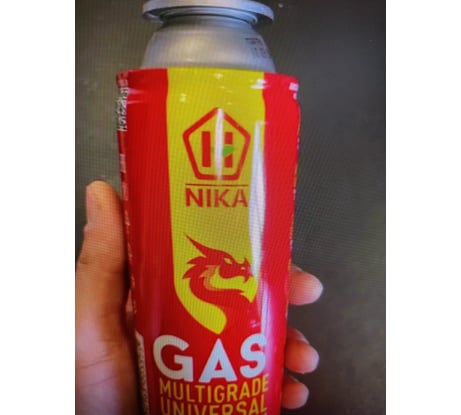 H
NIKA
GAS
MULTIGRADE
UNIVERSAL